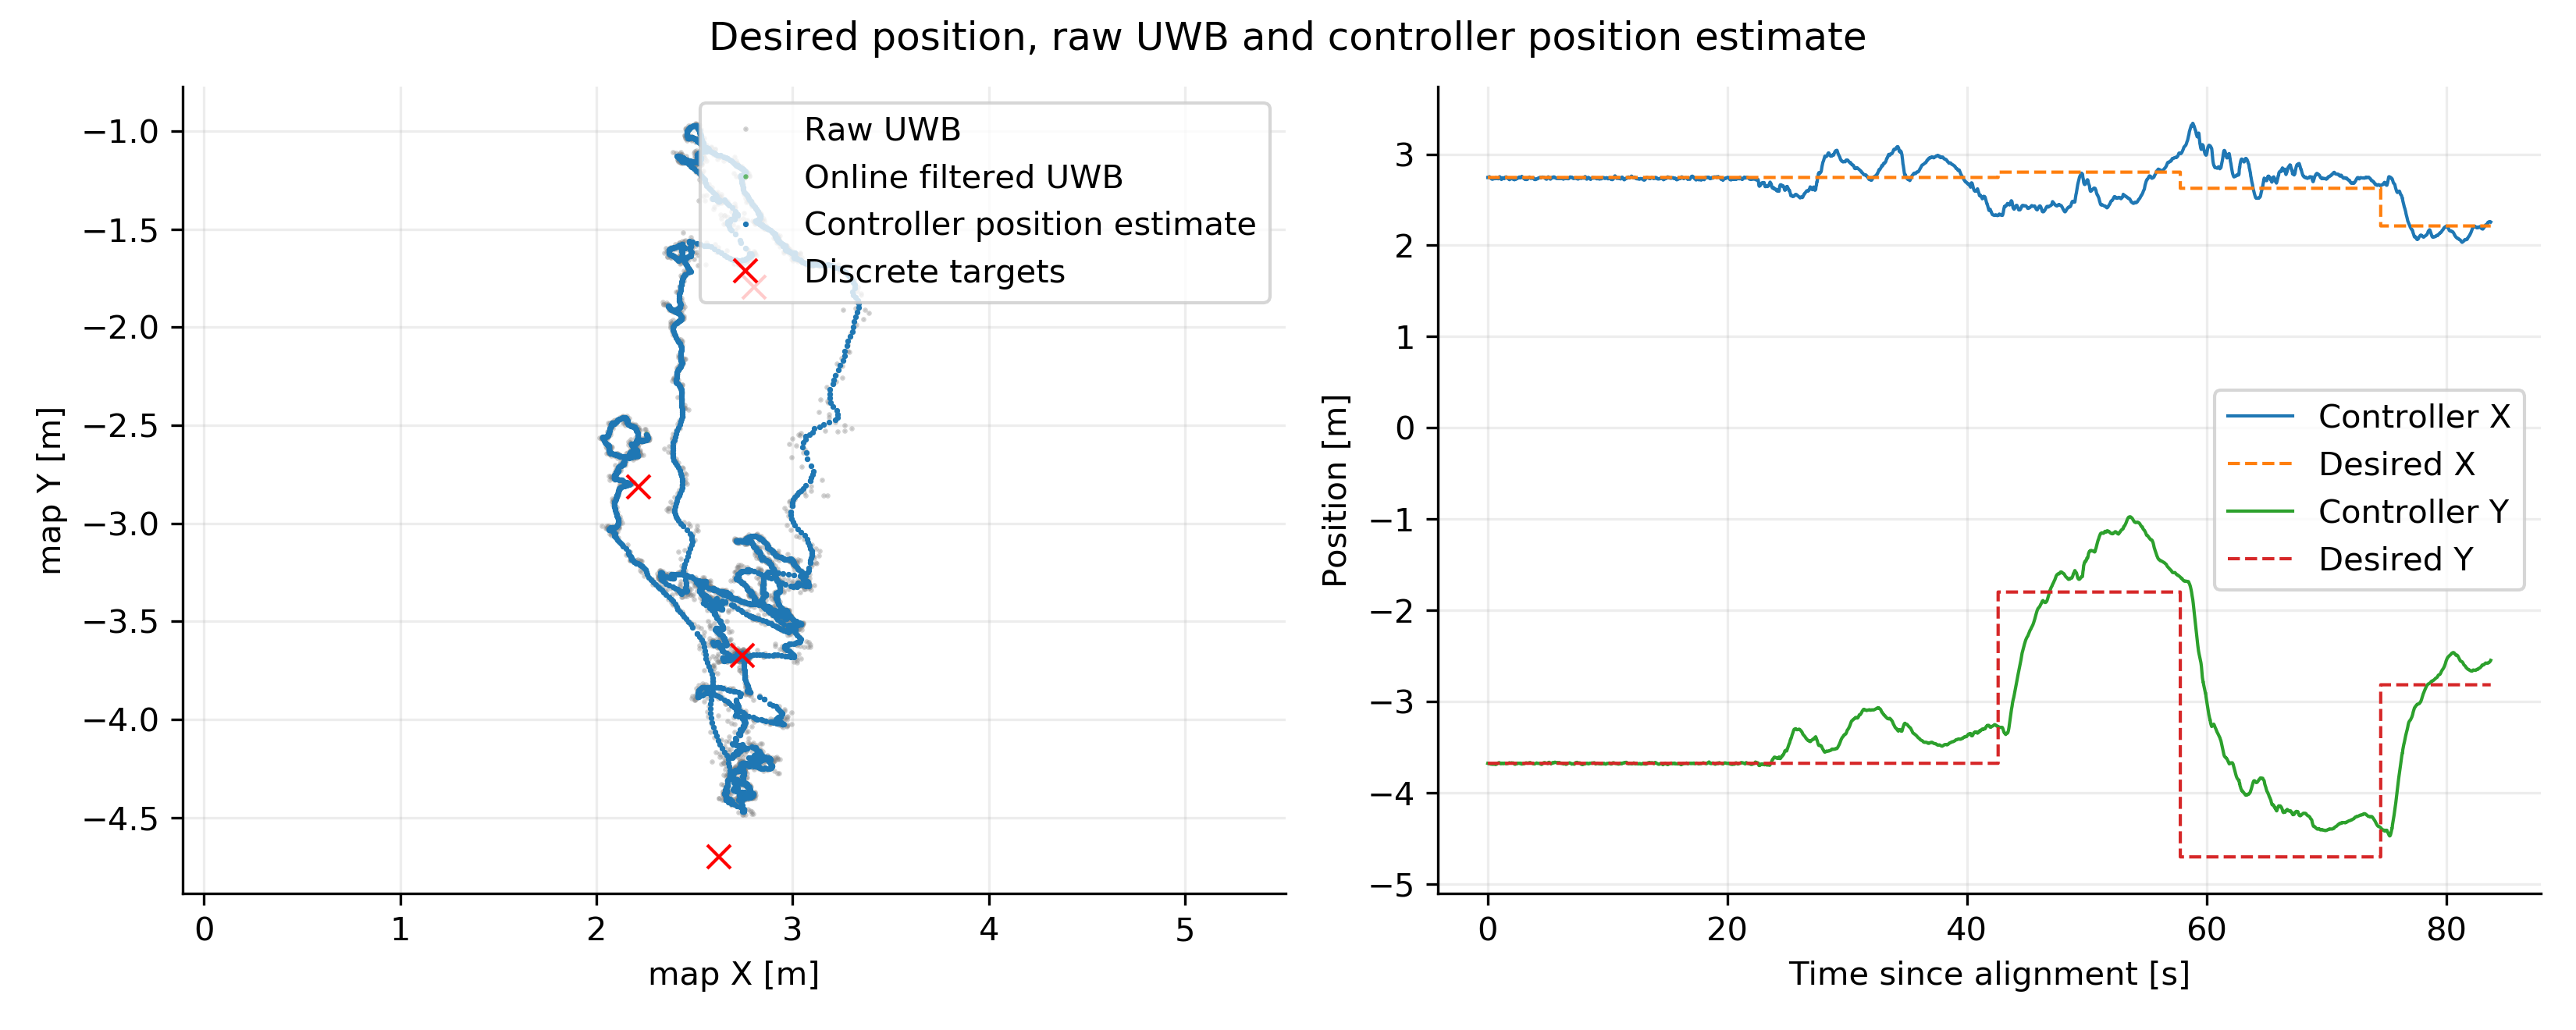 Desired position, raw UWB and controller position estimate
map Y [m]
−1.0
−1.5
−2.0
−2.5
−3.0
−3.5
−4.0
−4.5
0
1
2
3
4
5
map X [m]
Raw UWB
Online filtered UWB
Controller position estimate
Discrete targets
Position [m]
3
2
1
0
−1
−2
−3
−4
−5
0
20
40
60
80
Time since alignment [s]
Controller X
Desired X
Controller Y
Desired Y